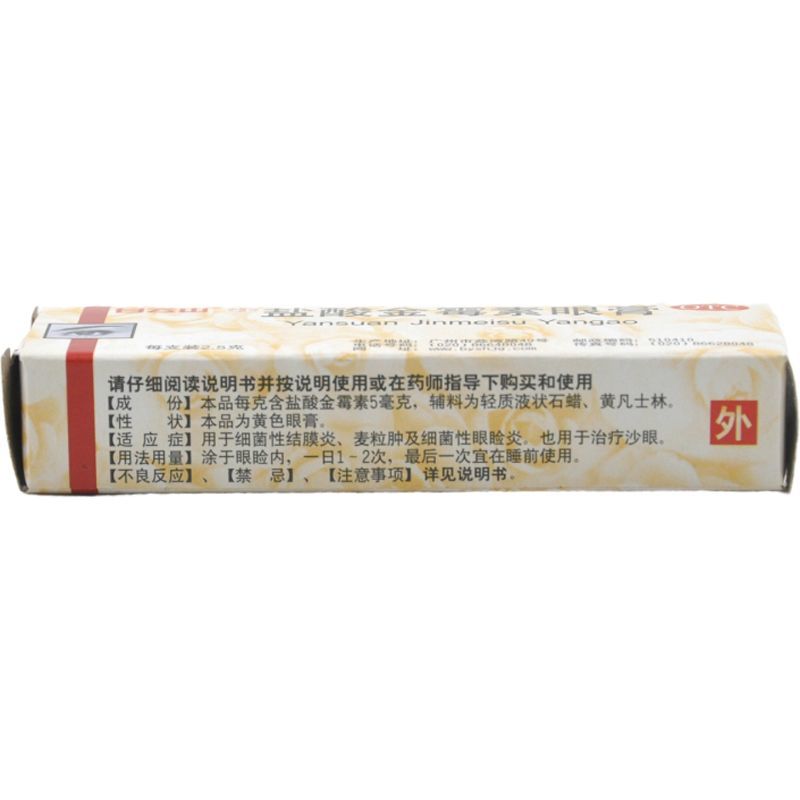 白云山
盐酸金霉素眼膏
OTC
Yansuan Jinmeisu Yangao
每支装2.5克
请仔细阅读说明书并按说明使用或在药师指导下购买和使用
【成 份】本品每克含盐酸金霉素5毫克，辅料为轻质液状石蜡、黄凡士林。
【性 状】本品为黄色眼膏。
【适应症】用于细菌性结膜炎、麦粒肿及细菌性眼睑炎。也用于治疗沙眼。
【用法用量】涂于眼睑内，一日1-2次，最后一次宜在睡前使用。
【不良反应】、【禁 忌】、【注意事项】详见说明书。
外